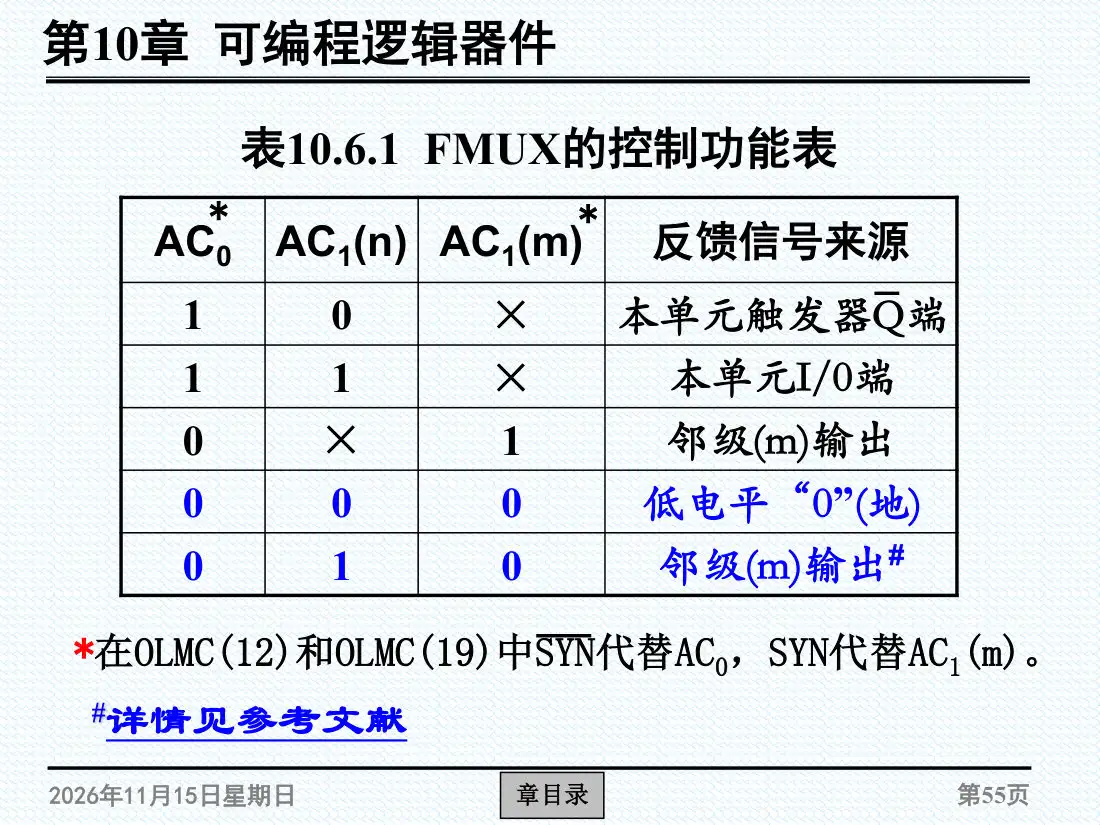 第10章 可编程逻辑器件
表10.6.1 FMUX的控制功能表
AC₀* AC₁(n) AC₁(m)* 反馈信号来源
1 0 × 本单元触发器Q̅端
1 1 × 本单元I/0端
0 × 1 邻级(m)输出
0 0 0 低电平“0”(地)
0 1 0 邻级(m)输出#
*在OLMC(12)和OLMC(19)中S̅Y̅N̅代替AC₀，SYN代替AC₁(m)。
#详情见参考文献
2026年11月15日星期日 章目录 第55页